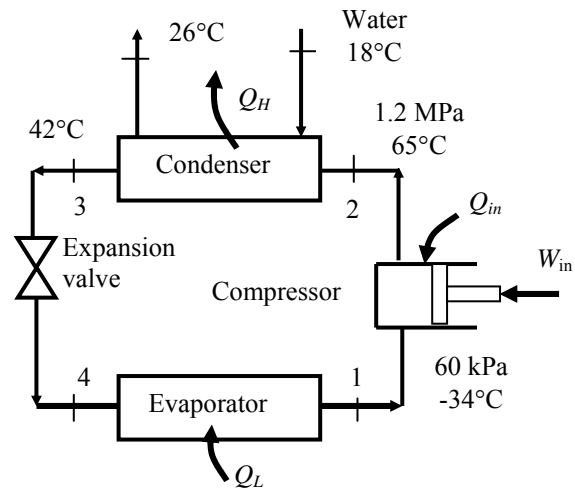 26°C
Water
18°C
Q_H
42°C
1.2 MPa
65°C
Condenser
3
2
Q_in
Expansion
valve
Compressor
W_in
4
1
60 kPa
-34°C
Evaporator
Q_L